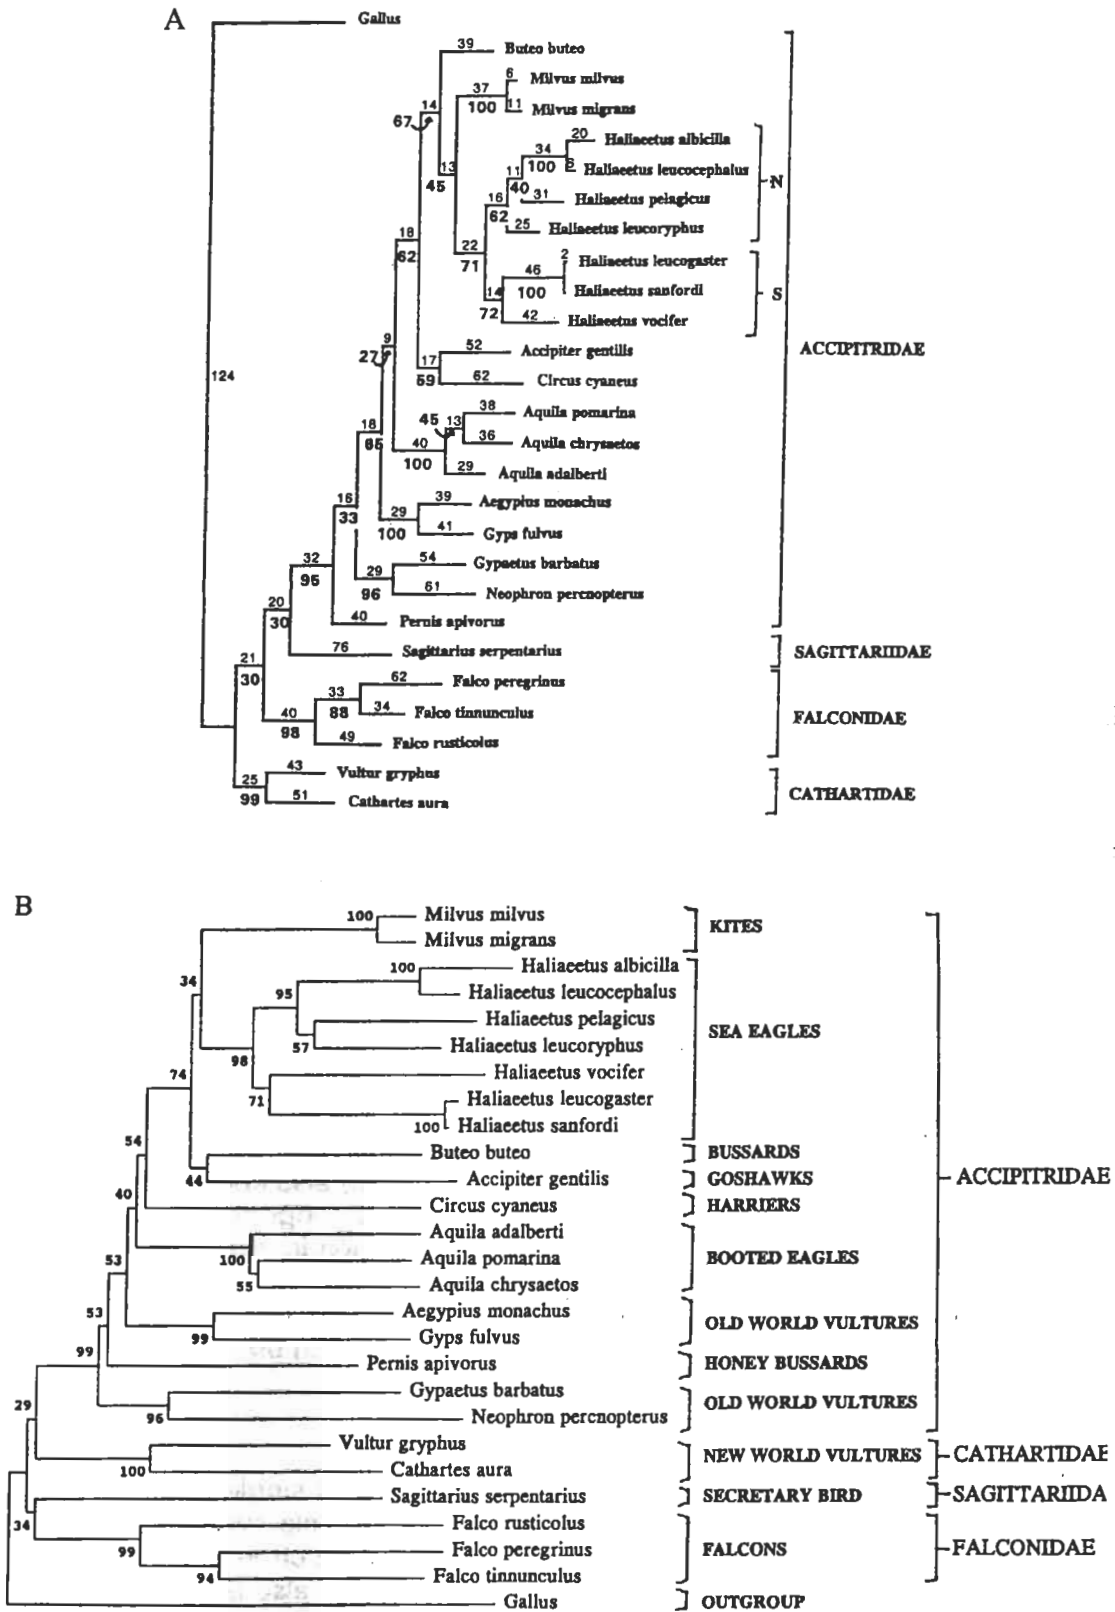 A
Gallus
39 Buteo buteo
6 Milvus milvus
37
100 11 Milvus migrans
14
67
20 Haliaeetus albicilla
34
100 6 Haliaeetus leucocephalus
N
13
45
11
40 31 Haliaeetus pelagicus
16
62 25 Haliaeetus leucoryphus
18
62
22
71
2 Haliaeetus leucogaster
46
100 Haliaeetus sanfordi
S
14
72 42 Haliaeetus vocifer
9
27
52 Accipiter gentilis
ACCIPITRIDAE
17
59
62 Circus cyaneus
124
38 Aquila pomarina
45 13
36 Aquila chrysaetos
18
65
40
100
29 Aquila adalberti
39 Aegypius monachus
16
33
29
100
41 Gyps fulvus
32
95
54 Gypaetus barbatus
29
96
61 Neophron percnopterus
20
30
40 Pernis apivorus
76 Sagittarius serpentarius
SAGITTARIIDAE
21
30
62 Falco peregrinus
33
88
34 Falco tinnunculus
FALCONIDAE
40
98
49 Falco rusticolus
43 Vultur gryphus
25
99
51 Cathartes aura
CATHARTIDAE
B
100 Milvus milvus
KITES
Milvus migrans
34
100 Haliaeetus albicilla
95 Haliaeetus leucocephalus
Haliaeetus pelagicus
SEA EAGLES
57 Haliaeetus leucoryphus
98
74
Haliaeetus vocifer
71 Haliaeetus leucogaster
100 Haliaeetus sanfordi
54
Buteo buteo BUSSARDS
44 Accipiter gentilis GOSHAWKS
ACCIPITRIDAE
40
Circus cyaneus HARRIERS
Aquila adalberti
100 Aquila pomarina BOOTED EAGLES
53
55 Aquila chrysaetos
53
Aegypius monachus
OLD WORLD VULTURES
99 Gyps fulvus
99
Pernis apivorus HONEY BUSSARDS
Gypaetus barbatus
OLD WORLD VULTURES
29
96 Neophron percnopterus
Vultur gryphus
NEW WORLD VULTURES CATHARTIDAE
100 Cathartes aura
Sagittarius serpentarius SECRETARY BIRD SAGITTARIIDA
34
Falco rusticolus
99 Falco peregrinus FALCONS FALCONIDAE
94 Falco tinnunculus
Gallus OUTGROUP